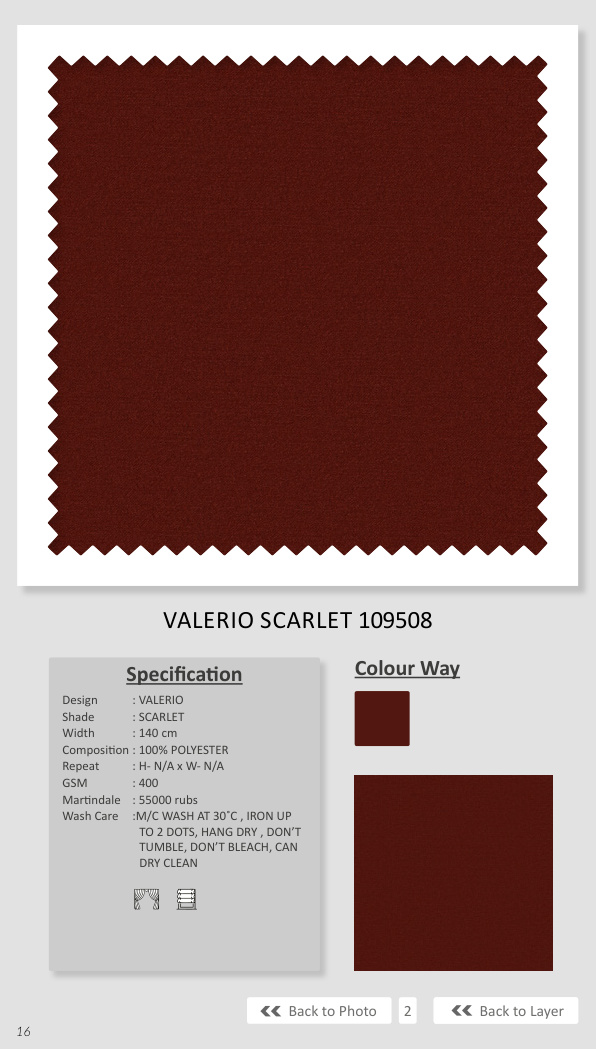 VALERIO SCARLET 109508
Specification
Design : VALERIO
Shade : SCARLET
Width : 140 cm
Composition : 100% POLYESTER
Repeat : H- N/A x W- N/A
GSM : 400
Martindale : 55000 rubs
Wash Care :M/C WASH AT 30˚C , IRON UP
TO 2 DOTS, HANG DRY , DON'T
TUMBLE, DON'T BLEACH, CAN
DRY CLEAN
Colour Way
Back to Photo
2
Back to Layer
16